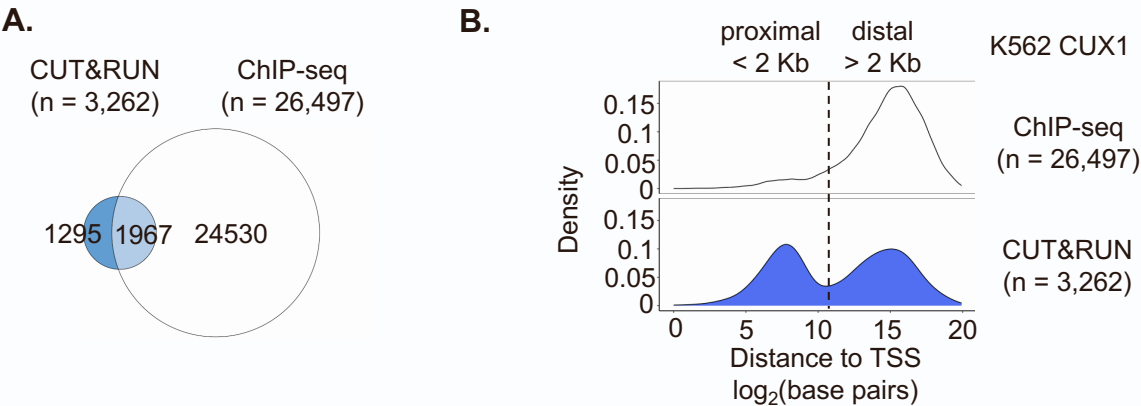 A.
CUT&RUN
(n = 3,262)
ChIP-seq
(n = 26,497)
1295 1967 24530
B.
proximal
< 2 Kb
distal
> 2 Kb
K562 CUX1
0.15
0.1
0.05
0
ChIP-seq
(n = 26,497)
Density
0.15
0.1
0.05
0
CUT&RUN
(n = 3,262)
0 5 10 15 20
Distance to TSS
log₂(base pairs)